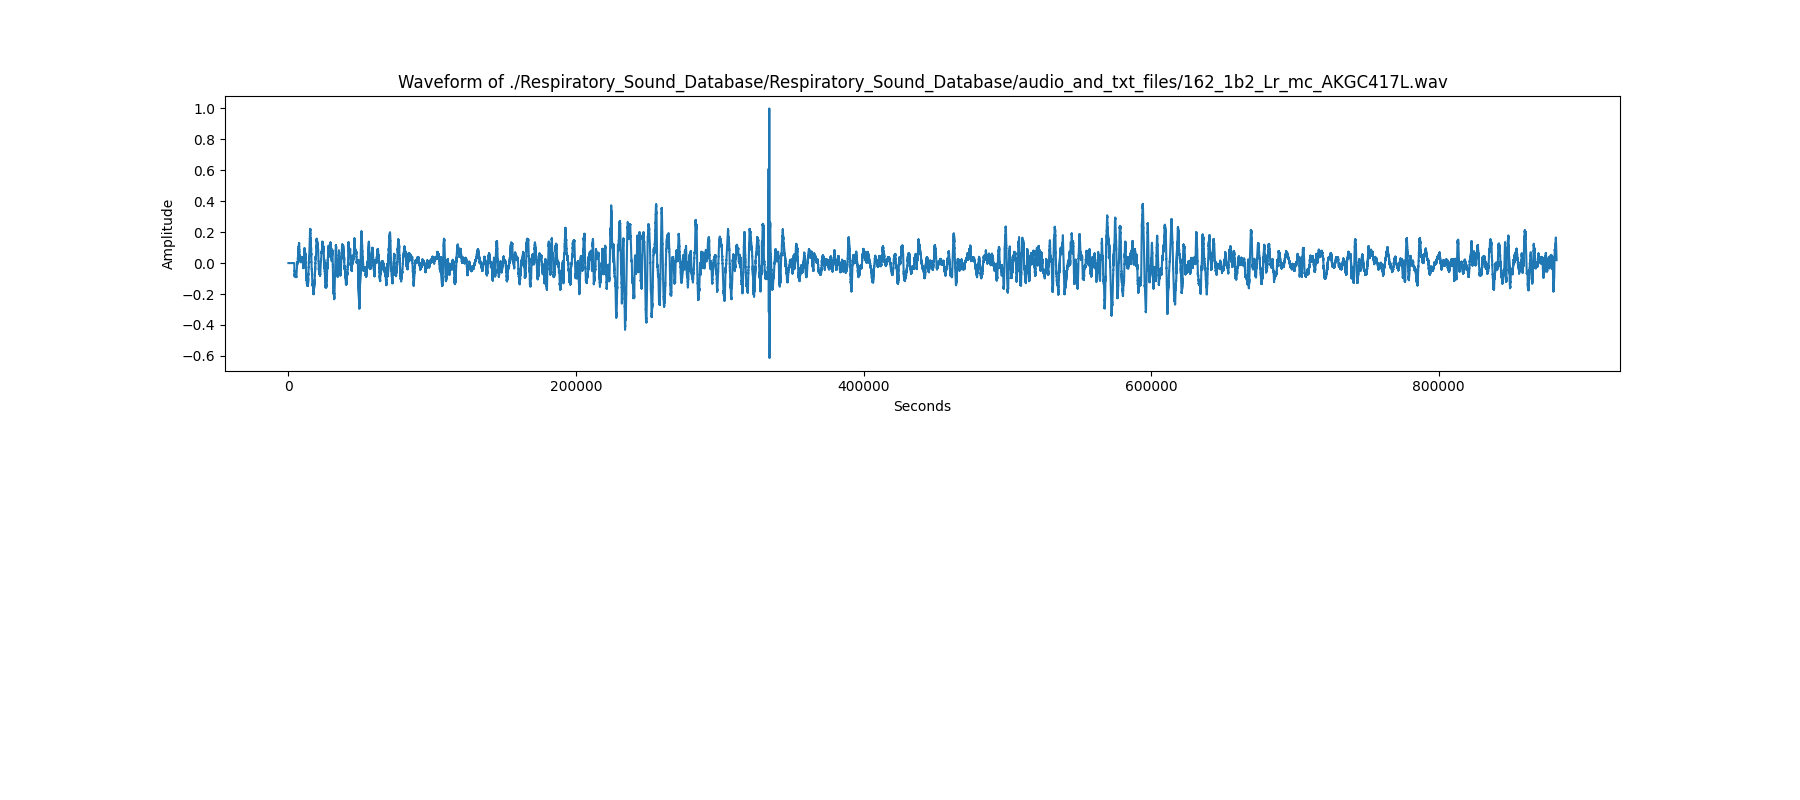 Waveform of ./Respiratory_Sound_Database/Respiratory_Sound_Database/audio_and_txt_files/162_1b2_Lr_mc_AKGC417L.wav
1.0
0.8
0.6
0.4
0.2
0.0
−0.2
−0.4
−0.6
Amplitude
0 200000 400000 600000 800000
Seconds